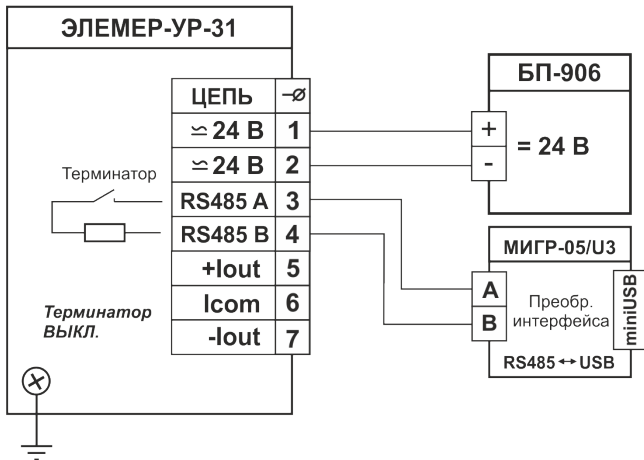 ЭЛЕМЕР-УР-31
ЦЕПЬ
≃ 24 В 1
≃ 24 В 2
RS485 A 3
RS485 B 4
+Iout 5
Icom 6
-Iout 7
Терминатор
Терминатор
ВЫКЛ.
БП-906
+
-
= 24 В
МИГР-05/U3
A
B
Преобр.
интерфейса
miniUSB
RS485↔USB